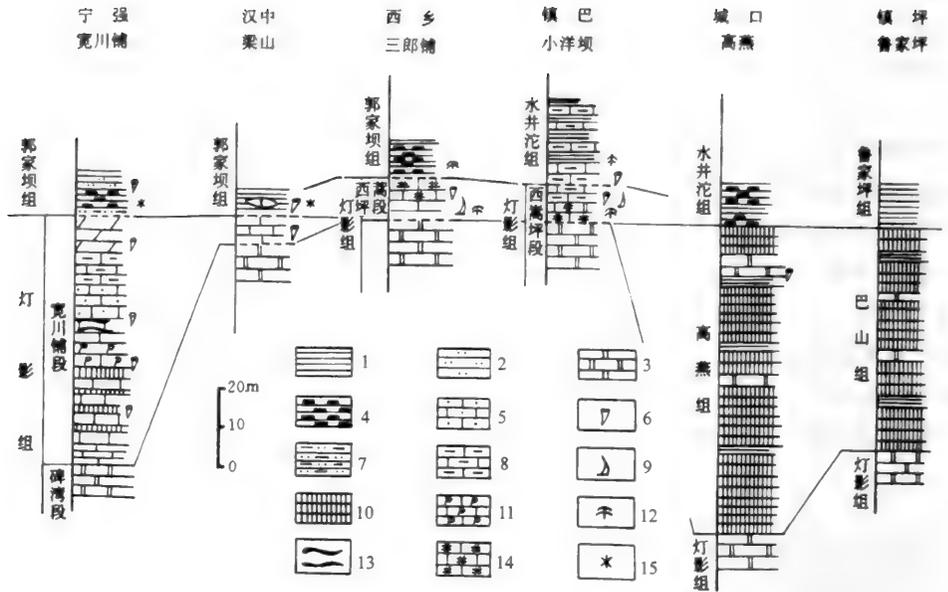 宁 强
宽川铺
汉中
梁山
西 乡
三郎铺
镇 巴
小洋坝
城 口
高燕
镇 坪
鲁家坪
郭家坝组
灯影组
宽川铺段
碑湾段
郭家坝组
郭家坝组
灯影组
西蒿坪段
水井沱组
灯影组
西蒿坪段
水井沱组
高燕组
灯影组
鲁家坪组
巴山组
灯影组
20m
10
0
1
2
3
4
5
6
7
8
9
10
11
12
13
14
15